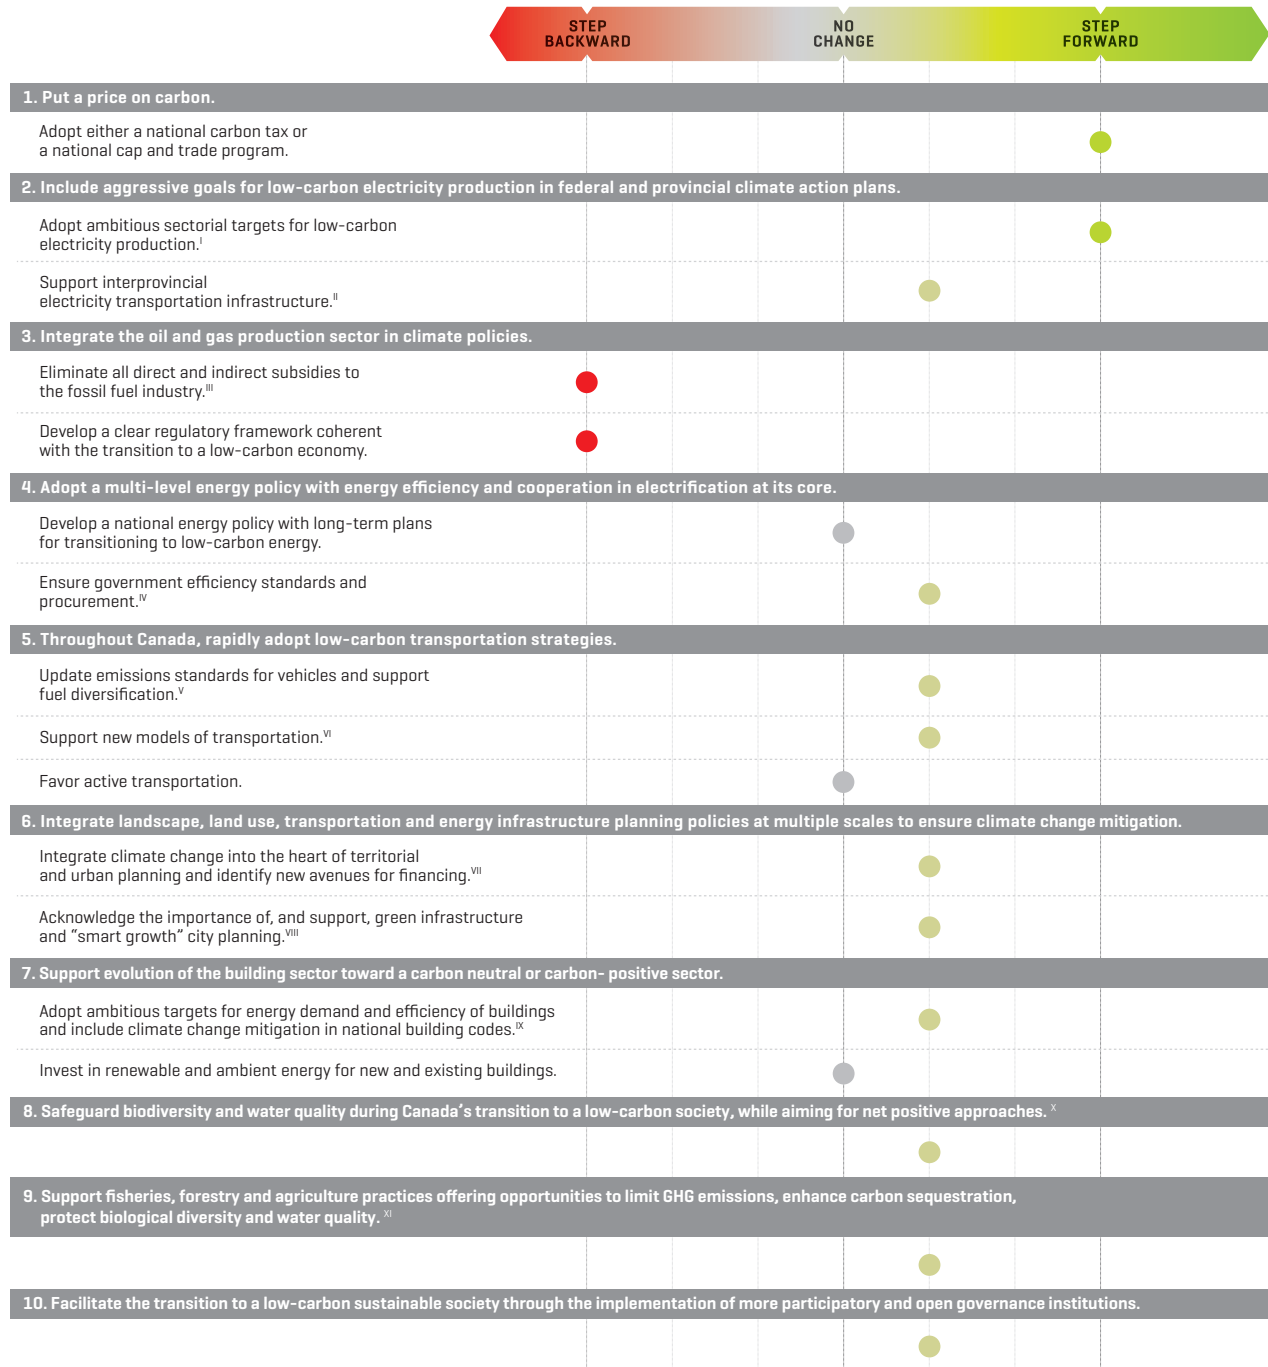 STEP
BACKWARD
NO
CHANGE
STEP
FORWARD
1. Put a price on carbon.
Adopt either a national carbon tax or
a national cap and trade program.
2. Include aggressive goals for low-carbon electricity production in federal and provincial climate action plans.
Adopt ambitious sectorial targets for low-carbon
electricity production.I
Support interprovincial
electricity transportation infrastructure.II
3. Integrate the oil and gas production sector in climate policies.
Eliminate all direct and indirect subsidies to
the fossil fuel industry.III
Develop a clear regulatory framework coherent
with the transition to a low-carbon economy.
4. Adopt a multi-level energy policy with energy efficiency and cooperation in electrification at its core.
Develop a national energy policy with long-term plans
for transitioning to low-carbon energy.
Ensure government efficiency standards and
procurement.IV
5. Throughout Canada, rapidly adopt low-carbon transportation strategies.
Update emissions standards for vehicles and support
fuel diversification.V
Support new models of transportation.VI
Favor active transportation.
6. Integrate landscape, land use, transportation and energy infrastructure planning policies at multiple scales to ensure climate change mitigation.
Integrate climate change into the heart of territorial
and urban planning and identify new avenues for financing.VII
Acknowledge the importance of, and support, green infrastructure
and “smart growth” city planning.VIII
7. Support evolution of the building sector toward a carbon neutral or carbon- positive sector.
Adopt ambitious targets for energy demand and efficiency of buildings
and include climate change mitigation in national building codes.IX
Invest in renewable and ambient energy for new and existing buildings.
8. Safeguard biodiversity and water quality during Canada’s transition to a low-carbon society, while aiming for net positive approaches. X
9. Support fisheries, forestry and agriculture practices offering opportunities to limit GHG emissions, enhance carbon sequestration,
protect biological diversity and water quality. XI
10. Facilitate the transition to a low-carbon sustainable society through the implementation of more participatory and open governance institutions.